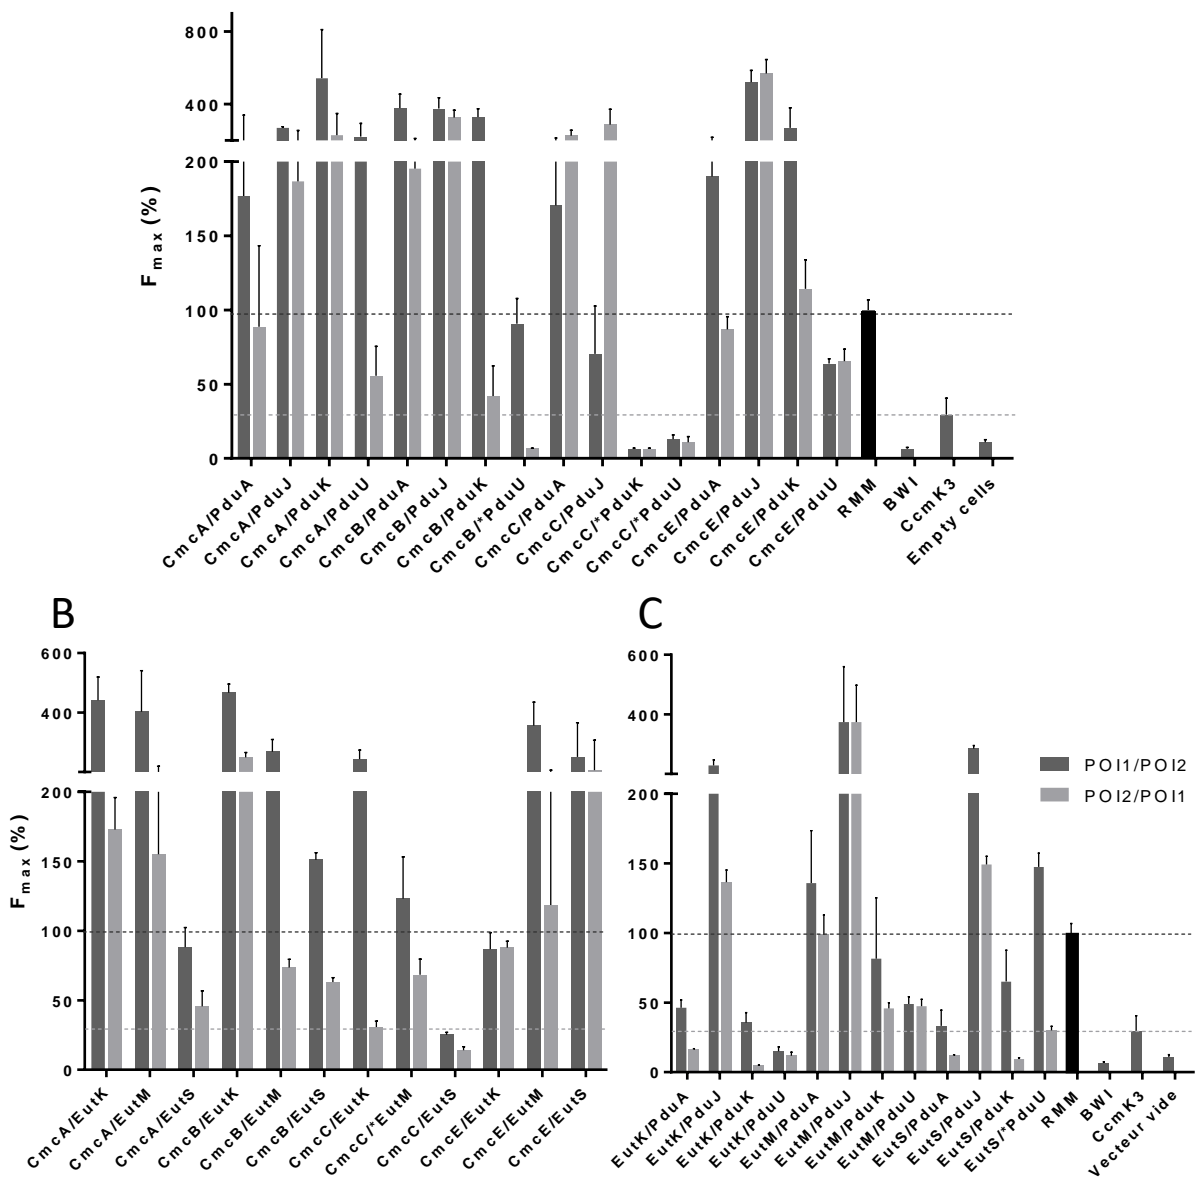 800
400
200
150
100
50
0
F max (%)
CmcA/PduA
CmcA/PduJ
CmcA/PduK
CmcA/PduU
CmcB/PduA
CmcB/PduJ
CmcB/PduK
CmcB/*PduU
CmcC/PduA
CmcC/PduJ
CmcC/*PduK
CmcC/*PduU
CmcE/PduA
CmcE/PduJ
CmcE/PduK
CmcE/PduU
RMM
BWI
CcmK3
Empty cells
B
600
400
200
150
100
50
0
F max (%)
CmcA/EutK
CmcA/EutM
CmcA/EutS
CmcB/EutK
CmcB/EutM
CmcB/EutS
CmcC/EutK
CmcC/*EutM
CmcC/EutS
CmcE/EutK
CmcE/EutM
CmcE/EutS
C
600
400
200
150
100
50
0
POI1/POI2
POI2/POI1
EutK/PduA
EutK/PduJ
EutK/PduK
EutK/PduU
EutM/PduA
EutM/PduJ
EutM/PduK
EutM/PduU
EutS/PduA
EutS/PduJ
EutS/PduK
EutS/*PduU
RMM
BWI
CcmK3
Vecteur vide